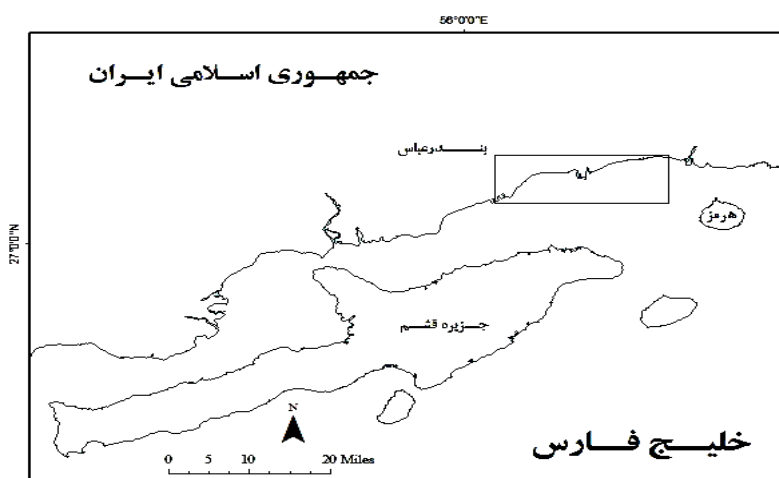 56°0'0"E
جمهوری اسلامی ایران
بندرعباس
هرمز
27°0'0"N
جزیره قشم
N
خلیج فارس
0 5 10 20 Miles